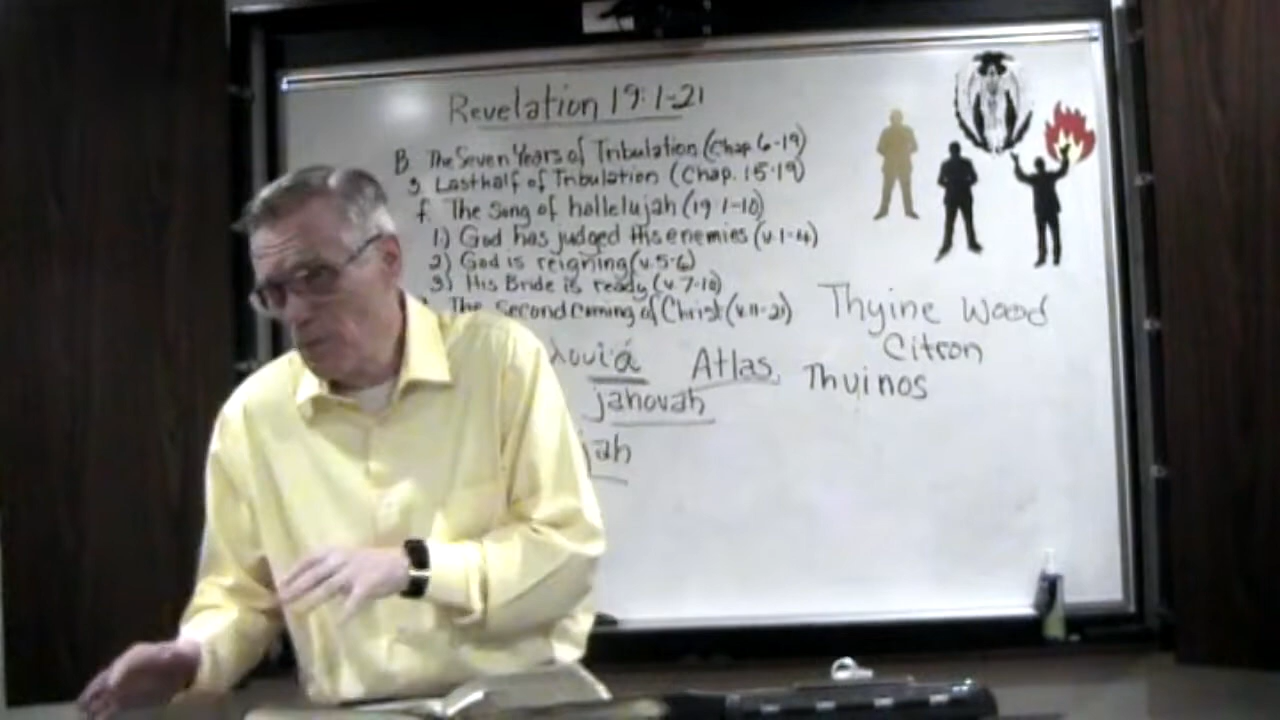 Revelation 19:1-21
B. The Seven Years of Tribulation (Chap 6-19)
3. Last half of Tribulation (Chap. 15-19)
f. The Song of hallelujah (19:1-10)
1.) God has judged His enemies (v.1-4)
2) God is reigning (v.5-6)
3) His Bride is ready (v.7-10)
The Second coming of Christ (v.11-21)
Thyine Wood
Citron
λουϊά Atlas, Thuinos
jahovah
jah